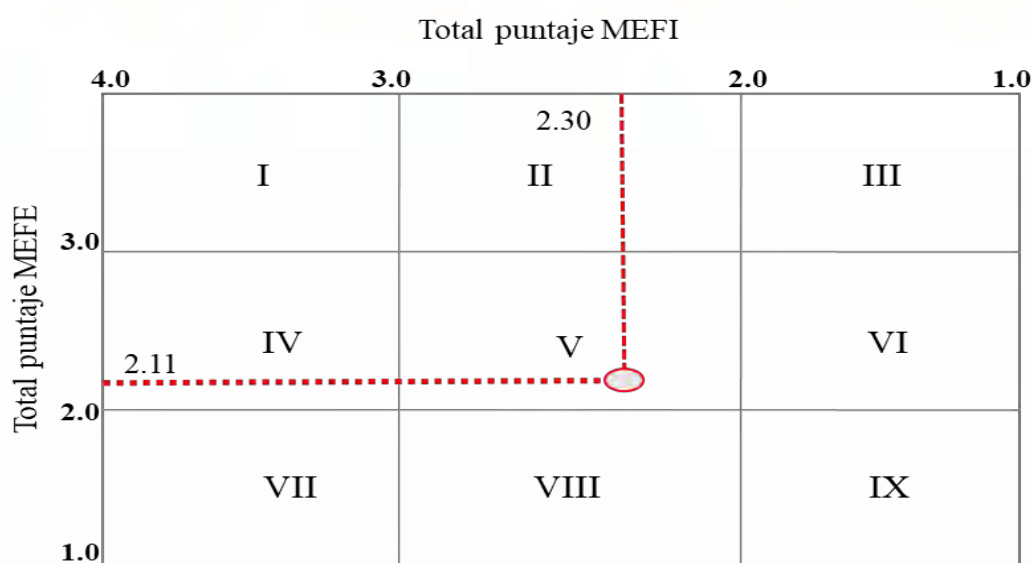 Total puntaje MEFI
4.0 3.0 2.0 1.0
2.30
I II III
Total puntaje MEFE
3.0
IV V VI
2.11
2.0
VII VIII IX
1.0